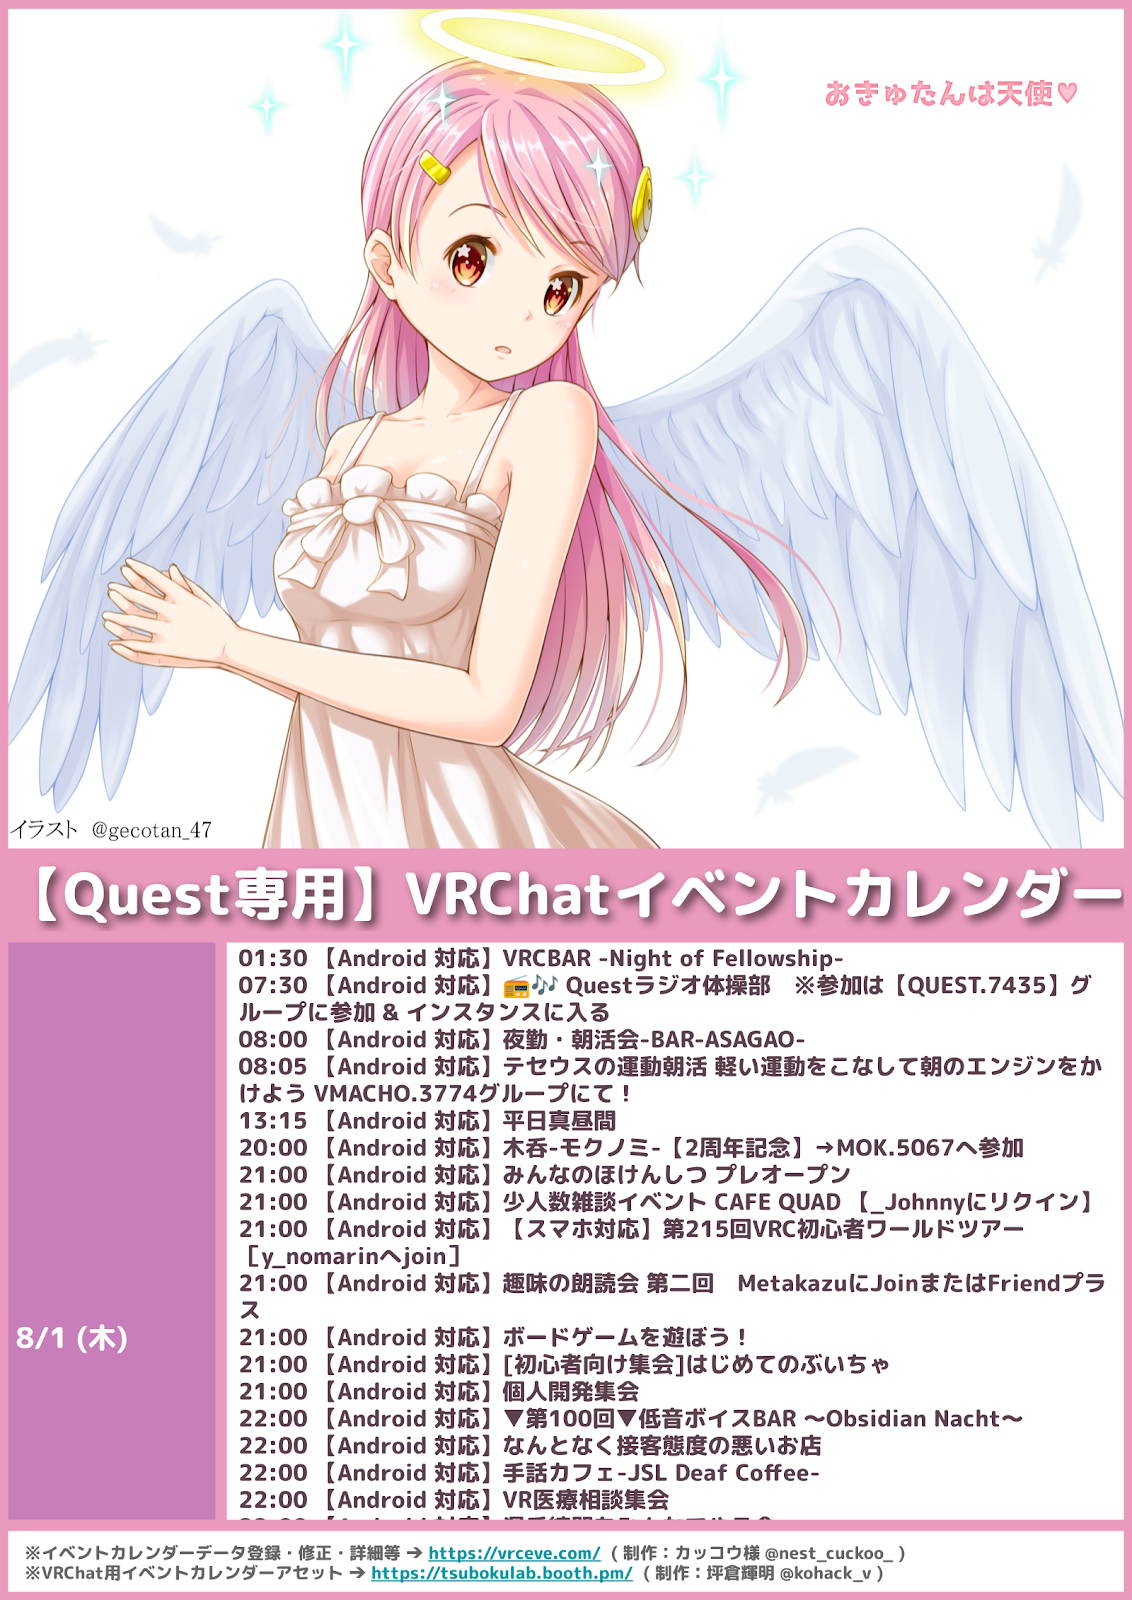 おきゅたんは天使♥
イラスト @gecotan_47
【Quest専用】VRChatイベントカレンダー
8/1 (木)
01:30 【Android 対応】VRCBAR -Night of Fellowship-
07:30 【Android 対応】📻🎶 Questラジオ体操部　※参加は【QUEST.7435】グ
ループに参加 & インスタンスに入る
08:00 【Android 対応】夜勤・朝活会-BAR-ASAGAO-
08:05 【Android 対応】テセウスの運動朝活 軽い運動をこなして朝のエンジンをか
けよう VMACHO.3774グループにて！
13:15 【Android 対応】平日真昼間
20:00 【Android 対応】木呑-モクノミ-【2周年記念】→MOK.5067へ参加
21:00 【Android 対応】みんなのほけんしつ プレオープン
21:00 【Android 対応】少人数雑談イベント CAFE QUAD 【_Johnnyにリクイン】
21:00 【Android 対応】【スマホ対応】第215回VRC初心者ワールドツアー
［y_nomarinへjoin］
21:00 【Android 対応】趣味の朗読会 第二回　MetakazuにJoinまたはFriendプラ
ス
21:00 【Android 対応】ボードゲームを遊ぼう！
21:00 【Android 対応】[初心者向け集会]はじめてのぶいちゃ
21:00 【Android 対応】個人開発集会
22:00 【Android 対応】▼第100回▼低音ボイスBAR ～Obsidian Nacht～
22:00 【Android 対応】なんとなく接客態度の悪いお店
22:00 【Android 対応】手話カフェ-JSL Deaf Coffee-
22:00 【Android 対応】VR医療相談集会
※イベントカレンダーデータ登録・修正・詳細等 → https://vrceve.com/ ( 制作：カッコウ様 @nest_cuckoo_ )
※VRChat用イベントカレンダーアセット → https://tsubokulab.booth.pm/ ( 制作：坪倉輝明 @kohack_v )